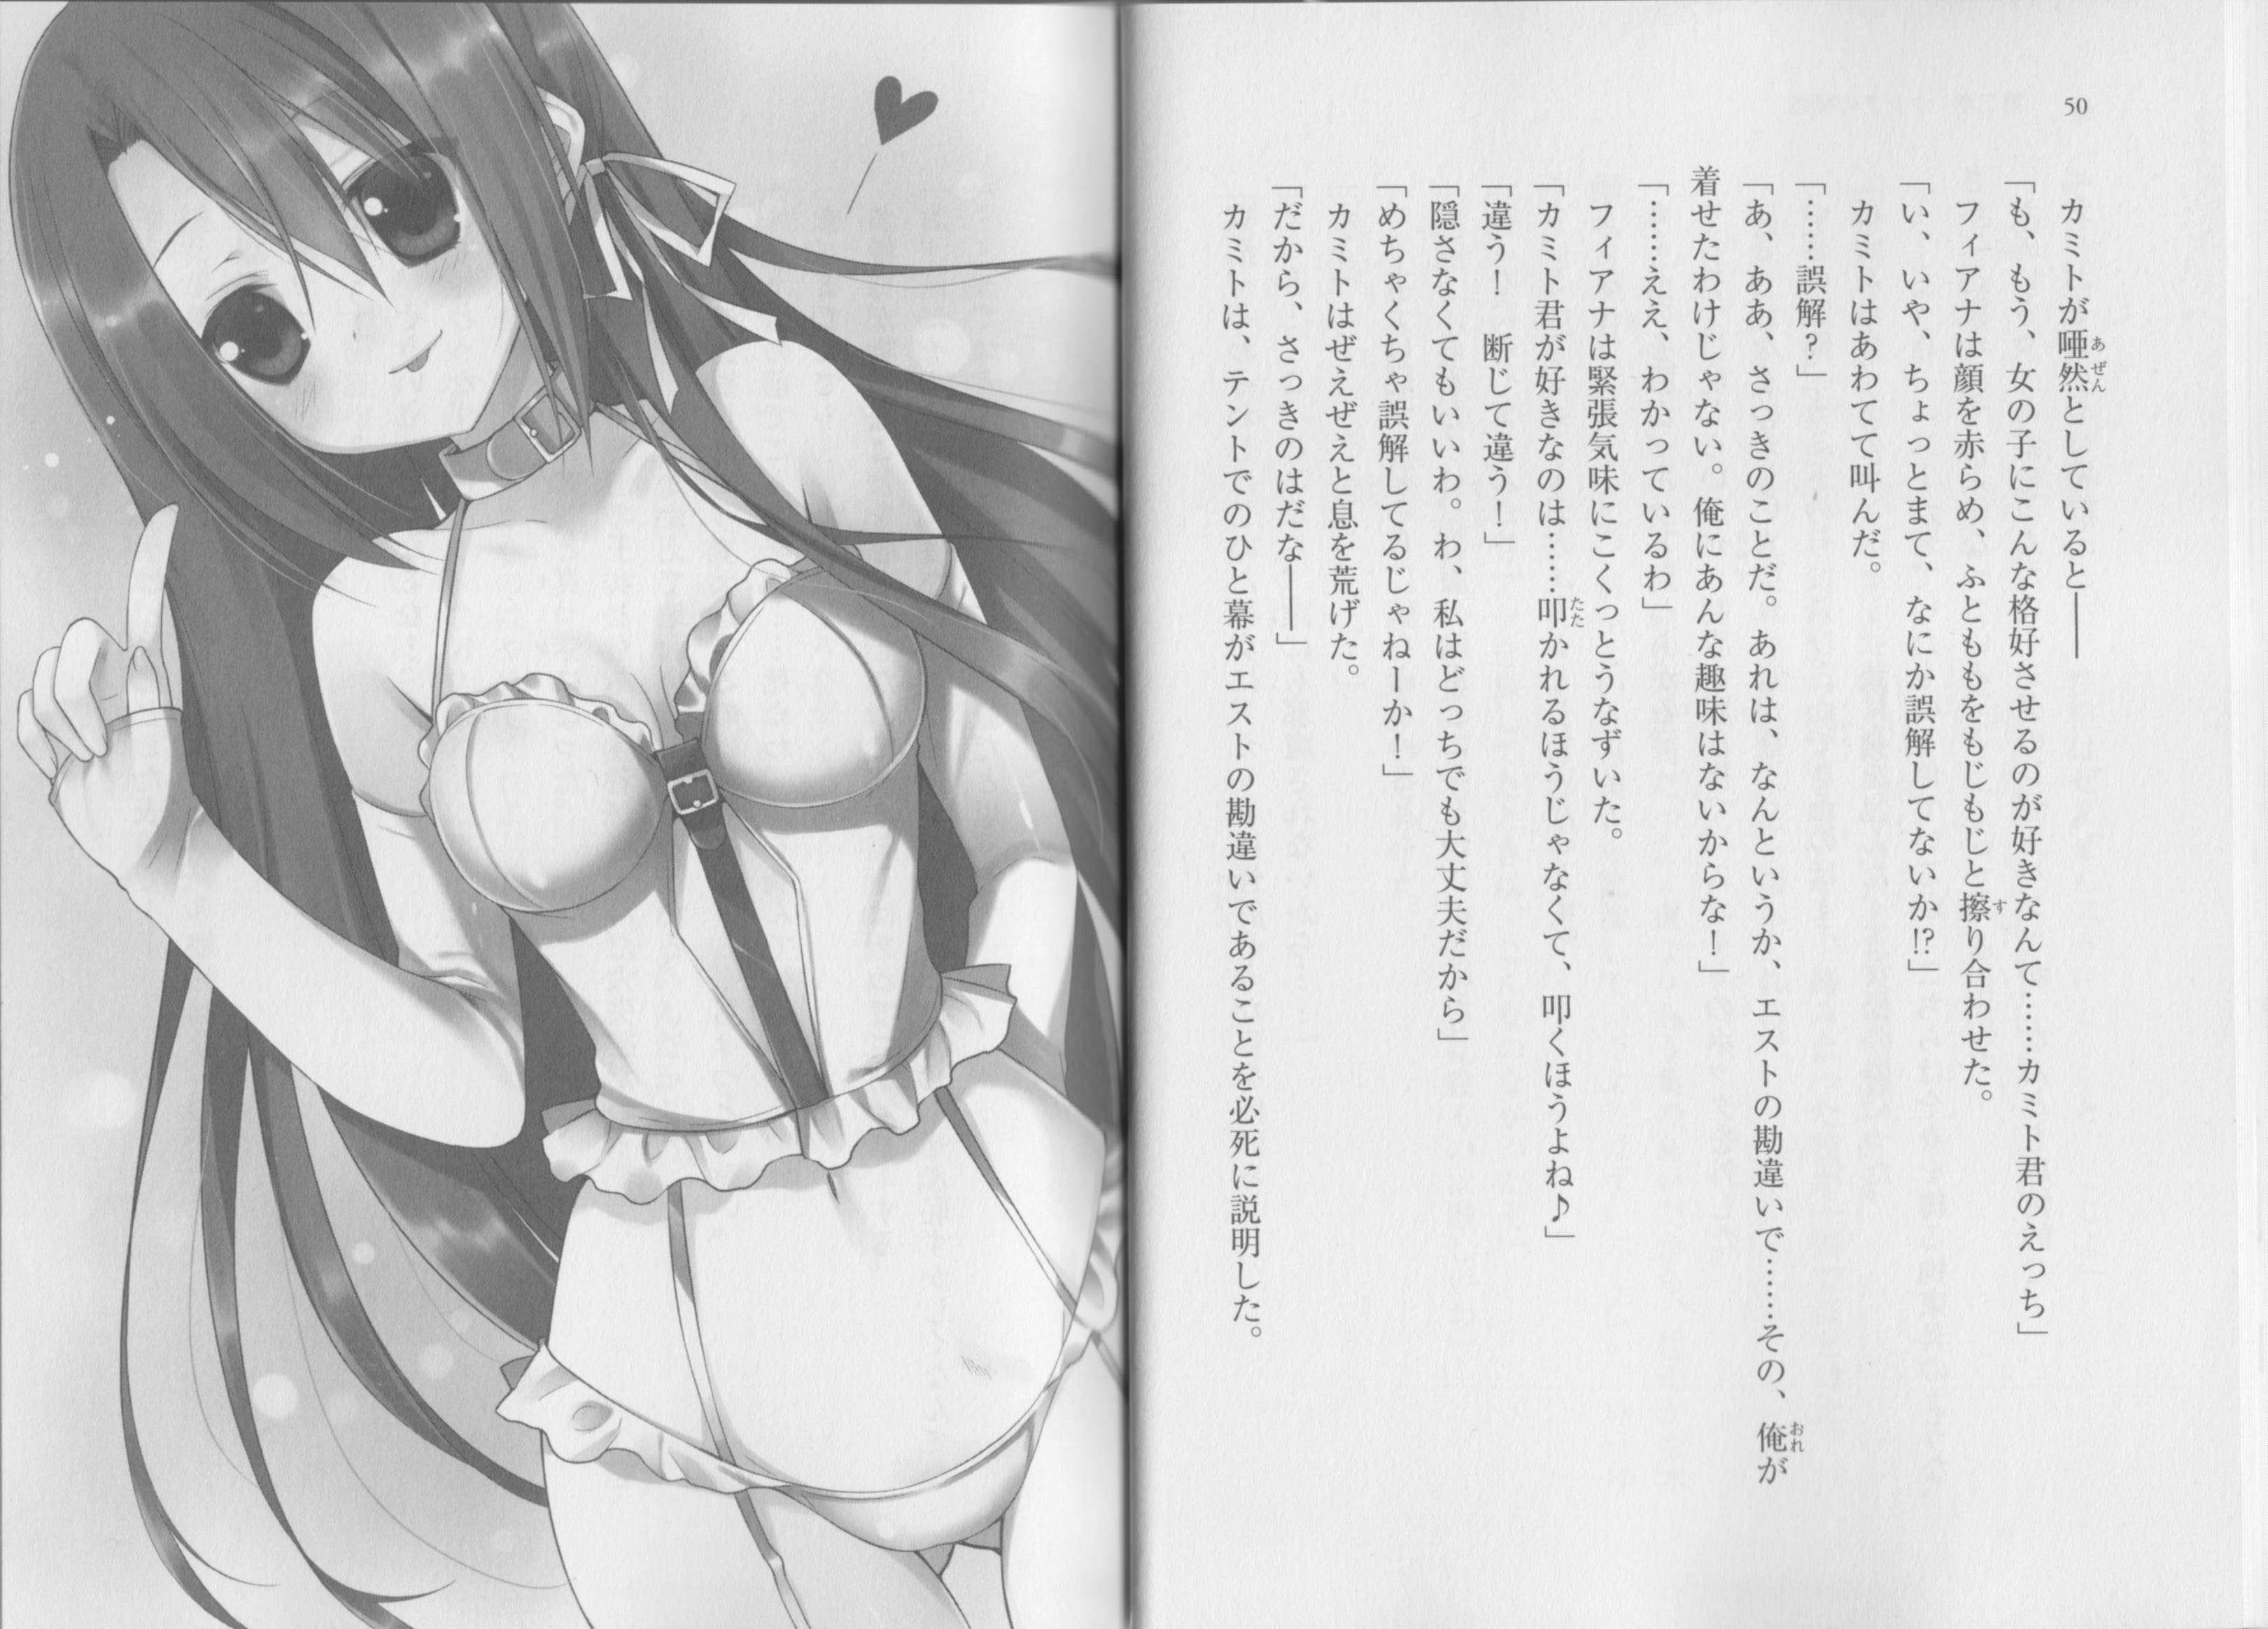 50
カミトが唖然としていると――
「も、もう、女の子にこんな格好させるのが好きなんて……カミト君のえっち」
フィアナは顔を赤らめ、ふとももをもじもじと擦り合わせた。
「い、いや、ちょっとまて、なにか誤解してないか!?」
カミトはあわてて叫んだ。
「……誤解?」
「あ、ああ、さっきのことだ。あれは、なんというか、エストの勘違いで……その、俺が
着せたわけじゃない。俺にあんな趣味はないからな!」
「……ええ、わかっているわ」
フィアナは緊張気味にこくっとうなずいた。
「カミト君が好きなのは……叩かれるほうじゃなくて、叩くほうよね♪」
「違う! 断じて違う!」
「隠さなくてもいいわ。わ、私はどっちでも大丈夫だから」
「めちゃくちゃ誤解してるじゃねーか!」
カミトはぜえぜえと息を荒げた。
「だから、さっきのはだな――」
カミトは、テントでのひと幕がエストの勘違いであることを必死に説明した。